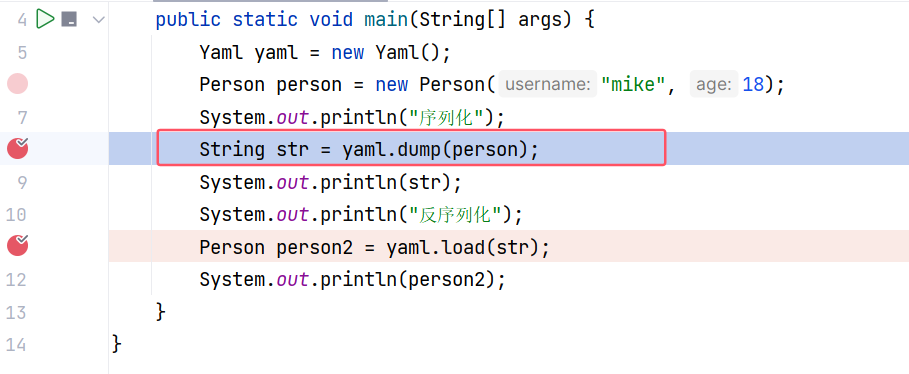 4 public static void main(String[] args) {
5 Yaml yaml = new Yaml();
Person person = new Person( username: "mike", age: 18);
7 System.out.println("序列化");
String str = yaml.dump(person);
9 System.out.println(str);
10 System.out.println("反序列化");
Person person2 = yaml.load(str);
12 System.out.println(person2);
13 }
14 }